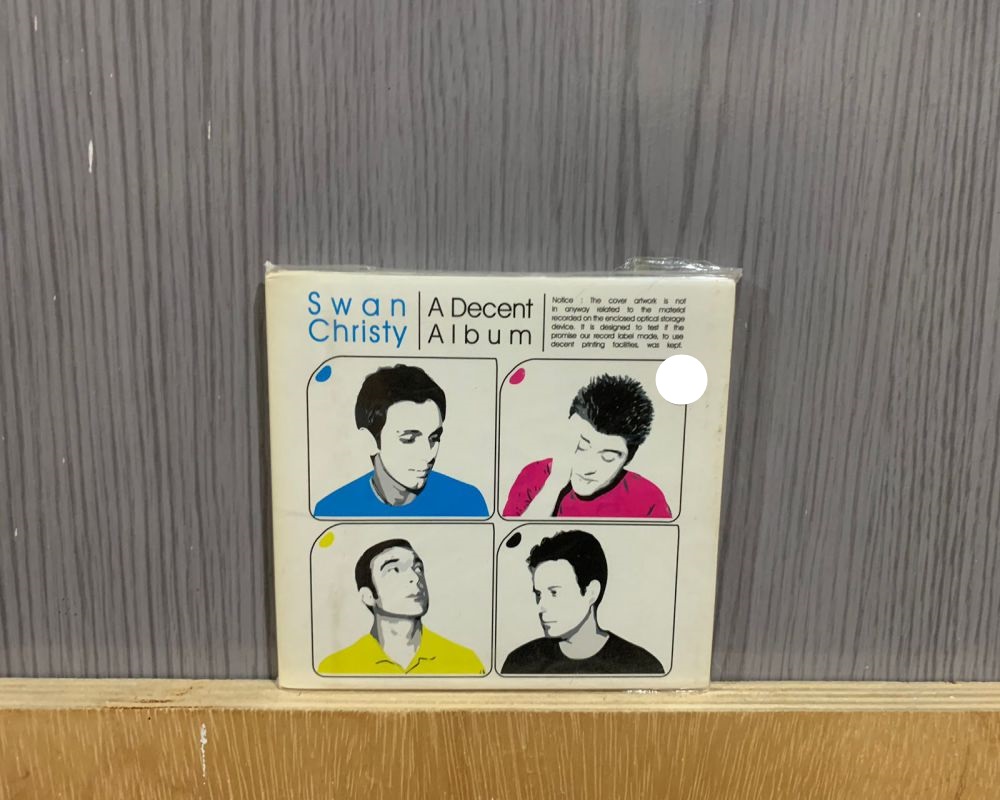 Swan
Christy
A Decent
Album
Notice : The cover artwork is not
in anyway related to the material
recorded on the enclosed optical storage
device. It is designed to test if the
promise our record label made, to use
decent printing facilities, was kept.